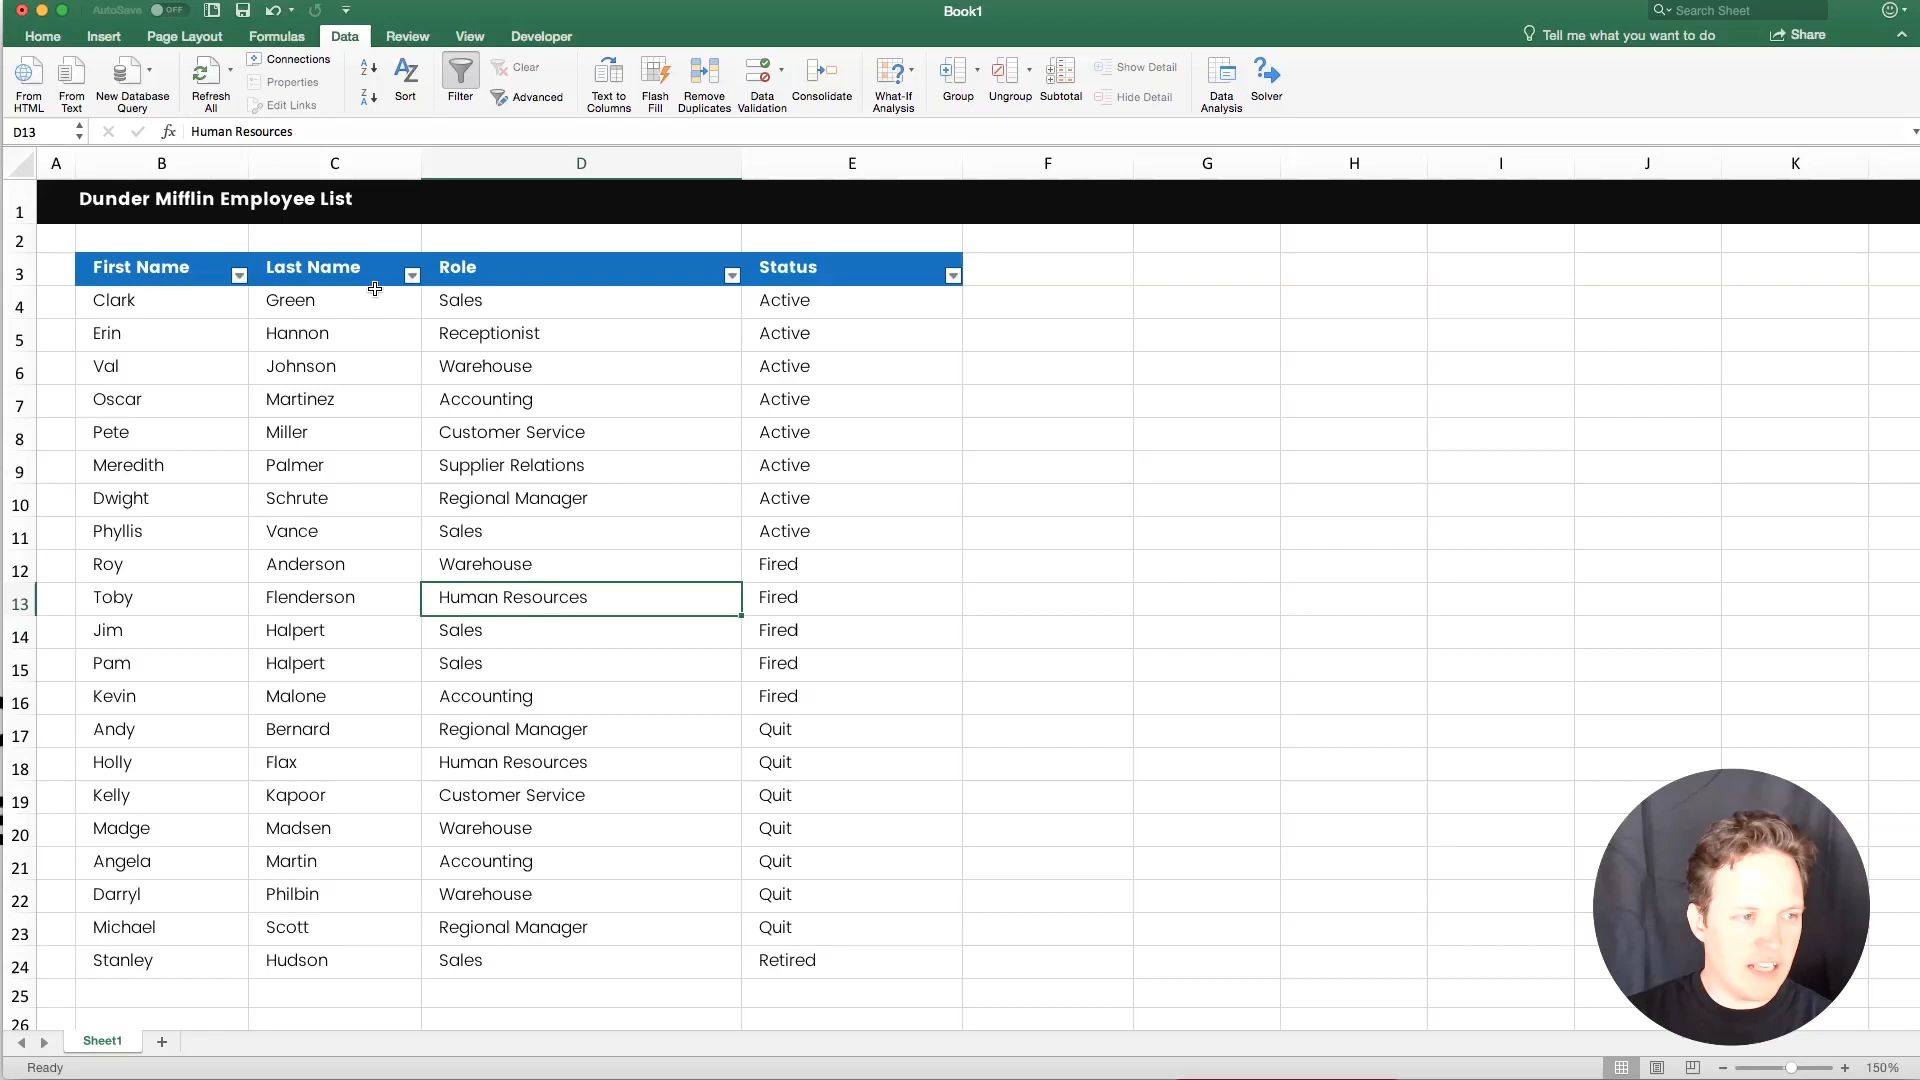 AutoSave OFF
Book1
Search Sheet
Home Insert Page Layout Formulas Data Review View Developer
Tell me what you want to do
Share
From HTML
From Text
New Database Query
Refresh All
Connections
Properties
Edit Links
Sort
Filter
Clear
Advanced
Text to Columns
Flash Fill
Remove Duplicates
Data Validation
Consolidate
What-If Analysis
Group
Ungroup
Subtotal
Show Detail
Hide Detail
Data Analysis
Solver
D13 fx Human Resources
A B C D E F G H I J K
1 Dunder Mifflin Employee List
2
3 First Name Last Name Role Status
4 Clark Green Sales Active
5 Erin Hannon Receptionist Active
6 Val Johnson Warehouse Active
7 Oscar Martinez Accounting Active
8 Pete Miller Customer Service Active
9 Meredith Palmer Supplier Relations Active
10 Dwight Schrute Regional Manager Active
11 Phyllis Vance Sales Active
12 Roy Anderson Warehouse Fired
13 Toby Flenderson Human Resources Fired
14 Jim Halpert Sales Fired
15 Pam Halpert Sales Fired
16 Kevin Malone Accounting Fired
17 Andy Bernard Regional Manager Quit
18 Holly Flax Human Resources Quit
19 Kelly Kapoor Customer Service Quit
20 Madge Madsen Warehouse Quit
21 Angela Martin Accounting Quit
22 Darryl Philbin Warehouse Quit
23 Michael Scott Regional Manager Quit
24 Stanley Hudson Sales Retired
25
26
Sheet1
Ready
150%